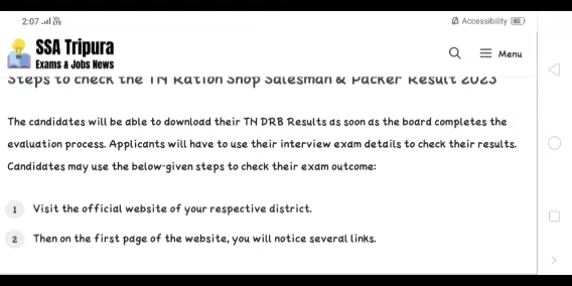 2:07
Accessibility
SSA Tripura
Exams & Jobs News
Menu
Steps to check the TN Ration Shop Salesman & Packer Result 2023
The candidates will be able to download their TN DRB Results as soon as the board completes the
evaluation process. Applicants will have to use their interview exam details to check their results.
Candidates may use the below-given steps to check their exam outcome:
1 Visit the official website of your respective district.
2 Then on the first page of the website, you will notice several links.